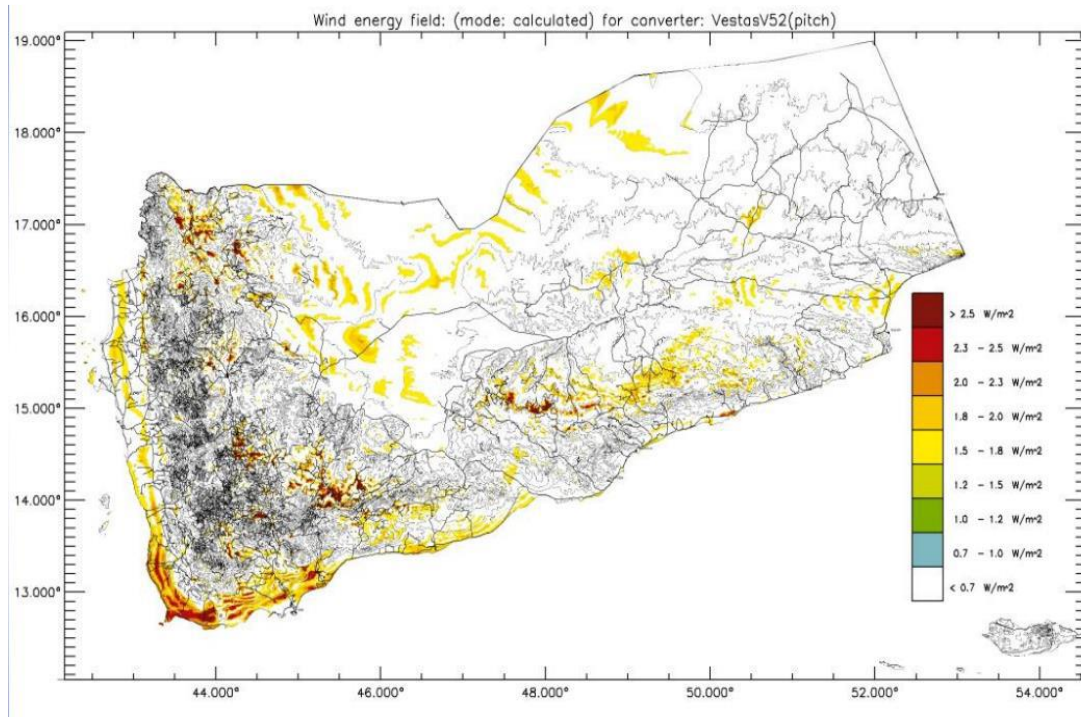 Wind energy field: (mode: calculated) for converter: VestasV52(pitch)
19.000°
18.000°
17.000°
16.000°
15.000°
14.000°
13.000°
> 2.5 W/m^2
2.3 - 2.5 W/m^2
2.0 - 2.3 W/m^2
1.8 - 2.0 W/m^2
1.5 - 1.8 W/m^2
1.2 - 1.5 W/m^2
1.0 - 1.2 W/m^2
0.7 - 1.0 W/m^2
< 0.7 W/m^2
44.000° 46.000° 48.000° 50.000° 52.000° 54.000°